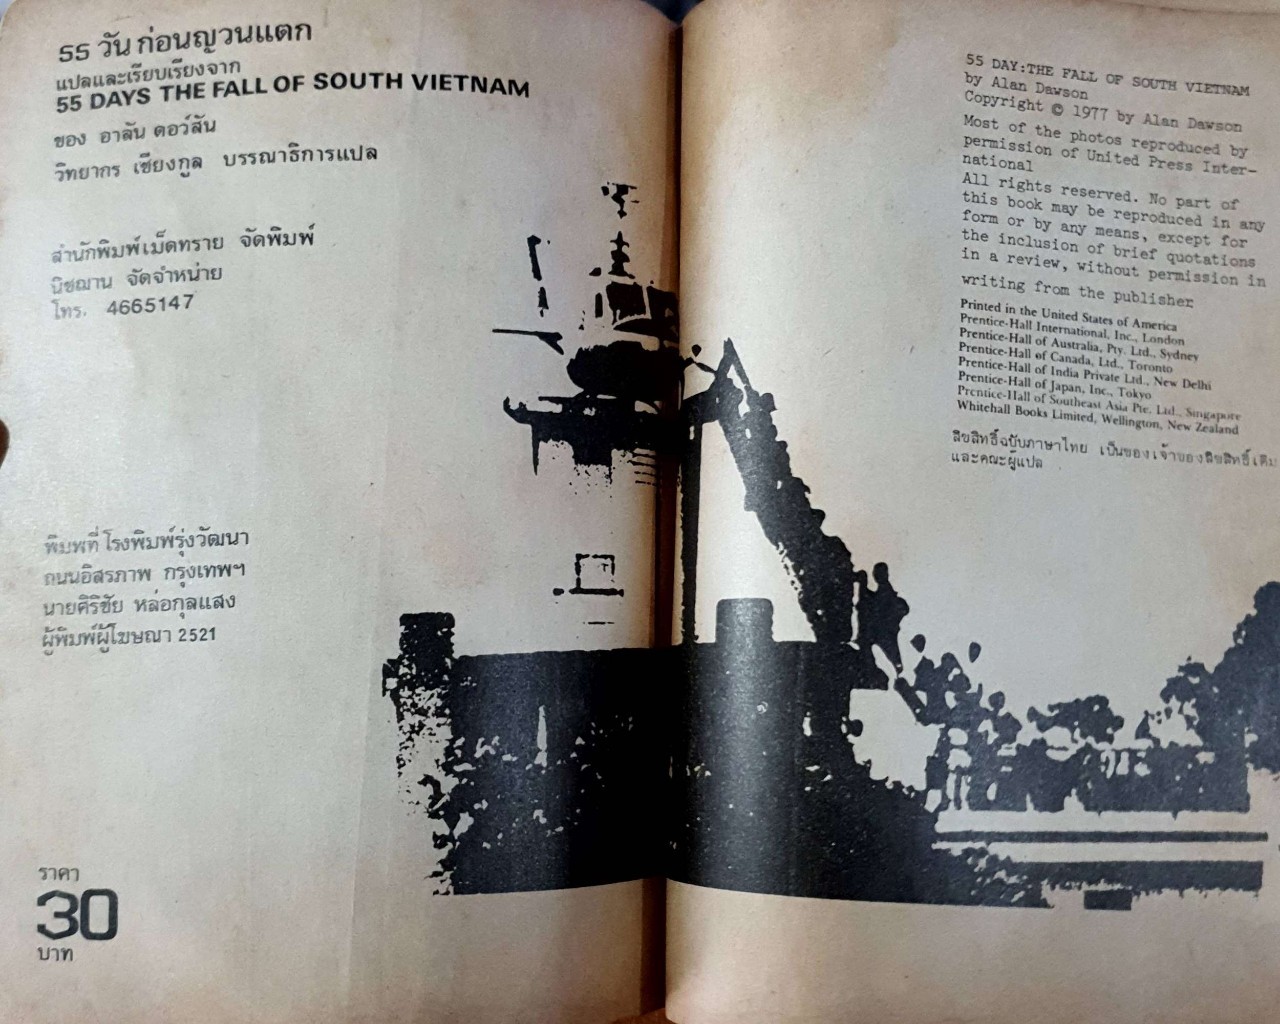 55 วัน ก่อนญวนแตก
แปลและเรียบเรียงจาก
55 DAYS THE FALL OF SOUTH VIETNAM
ของ อาลัน ดอว์สัน
วิทยากร เชียงกูล บรรณาธิการแปล
สำนักพิมพ์เม็ดทราย จัดพิมพ์
นิชฌาน จัดจำหน่าย
โทร. 4665147
พิมพ์ที่ โรงพิมพ์รุ่งวัฒนา
ถนนอิสรภาพ กรุงเทพฯ
นายศิริชัย หล่อกุลแสง
ผู้พิมพ์ผู้โฆษณา 2521
ราคา
30
บาท
55 DAY:THE FALL OF SOUTH VIETNAM
by Alan Dawson
Copyright © 1977 by Alan Dawson
Most of the photos reproduced by
permission of United Press Inter-
national
All rights reserved. No part of
this book may be reproduced in any
form or by any means, except for
the inclusion of brief quotations
in a review, without permission in
writing from the publisher
Printed in the United States of America
Prentice-Hall International, Inc., London
Prentice-Hall of Australia, Pty. Ltd., Sydney
Prentice-Hall of Canada, Ltd., Toronto
Prentice-Hall of India Private Ltd., New Delhi
Prentice-Hall of Japan, Inc., Tokyo
Prentice-Hall of Southeast Asia Pte. Ltd., Singapore
Whitehall Books Limited, Wellington, New Zealand
ลิขสิทธิ์ฉบับภาษาไทย เป็นของเจ้าของลิขสิทธิ์เดิม
และคณะผู้แปล